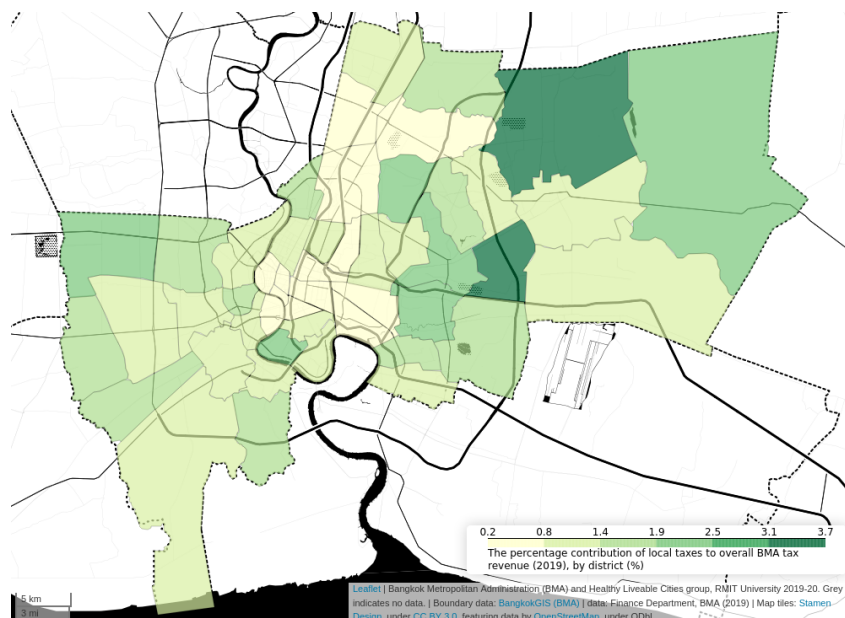 0.2 0.8 1.4 1.9 2.5 3.1 3.7
The percentage contribution of local taxes to overall BMA tax
revenue (2019), by district (%)
5 km
3 mi
Leaflet | Bangkok Metropolitan Administration (BMA) and Healthy Liveable Cities group, RMIT University 2019-20. Grey
indicates no data. | Boundary data: BangkokGIS (BMA) | data: Finance Department, BMA (2019) | Map tiles: Stamen
Design, under CC BY 3.0, featuring data by OpenStreetMap, under ODbL